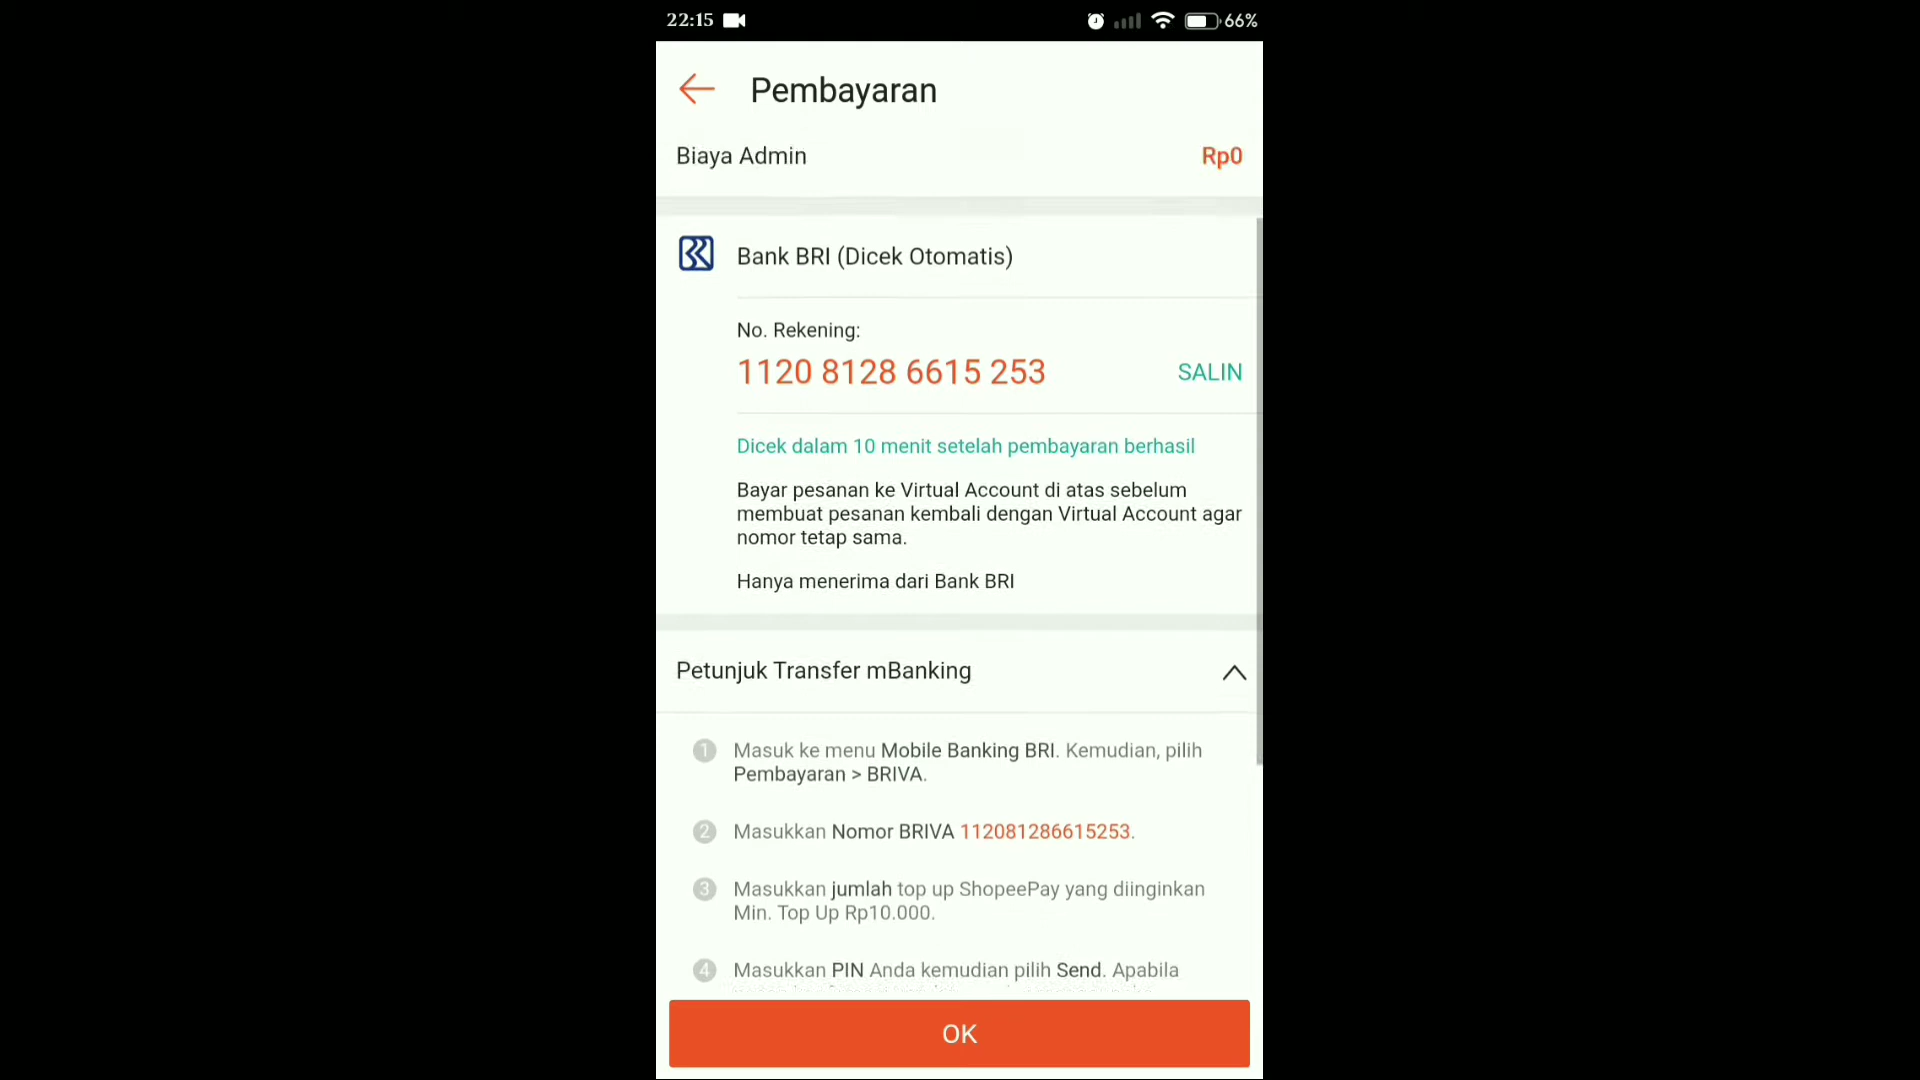 22:15
66%
Pembayaran
Biaya Admin Rp0
Bank BRI (Dicek Otomatis)
No. Rekening:
1120 8128 6615 253 SALIN
Dicek dalam 10 menit setelah pembayaran berhasil
Bayar pesanan ke Virtual Account di atas sebelum
membuat pesanan kembali dengan Virtual Account agar
nomor tetap sama.
Hanya menerima dari Bank BRI
Petunjuk Transfer mBanking
1 Masuk ke menu Mobile Banking BRI. Kemudian, pilih
Pembayaran > BRIVA.
2 Masukkan Nomor BRIVA 112081286615253.
3 Masukkan jumlah top up ShopeePay yang diinginkan
Min. Top Up Rp10.000.
4 Masukkan PIN Anda kemudian pilih Send. Apabila
OK